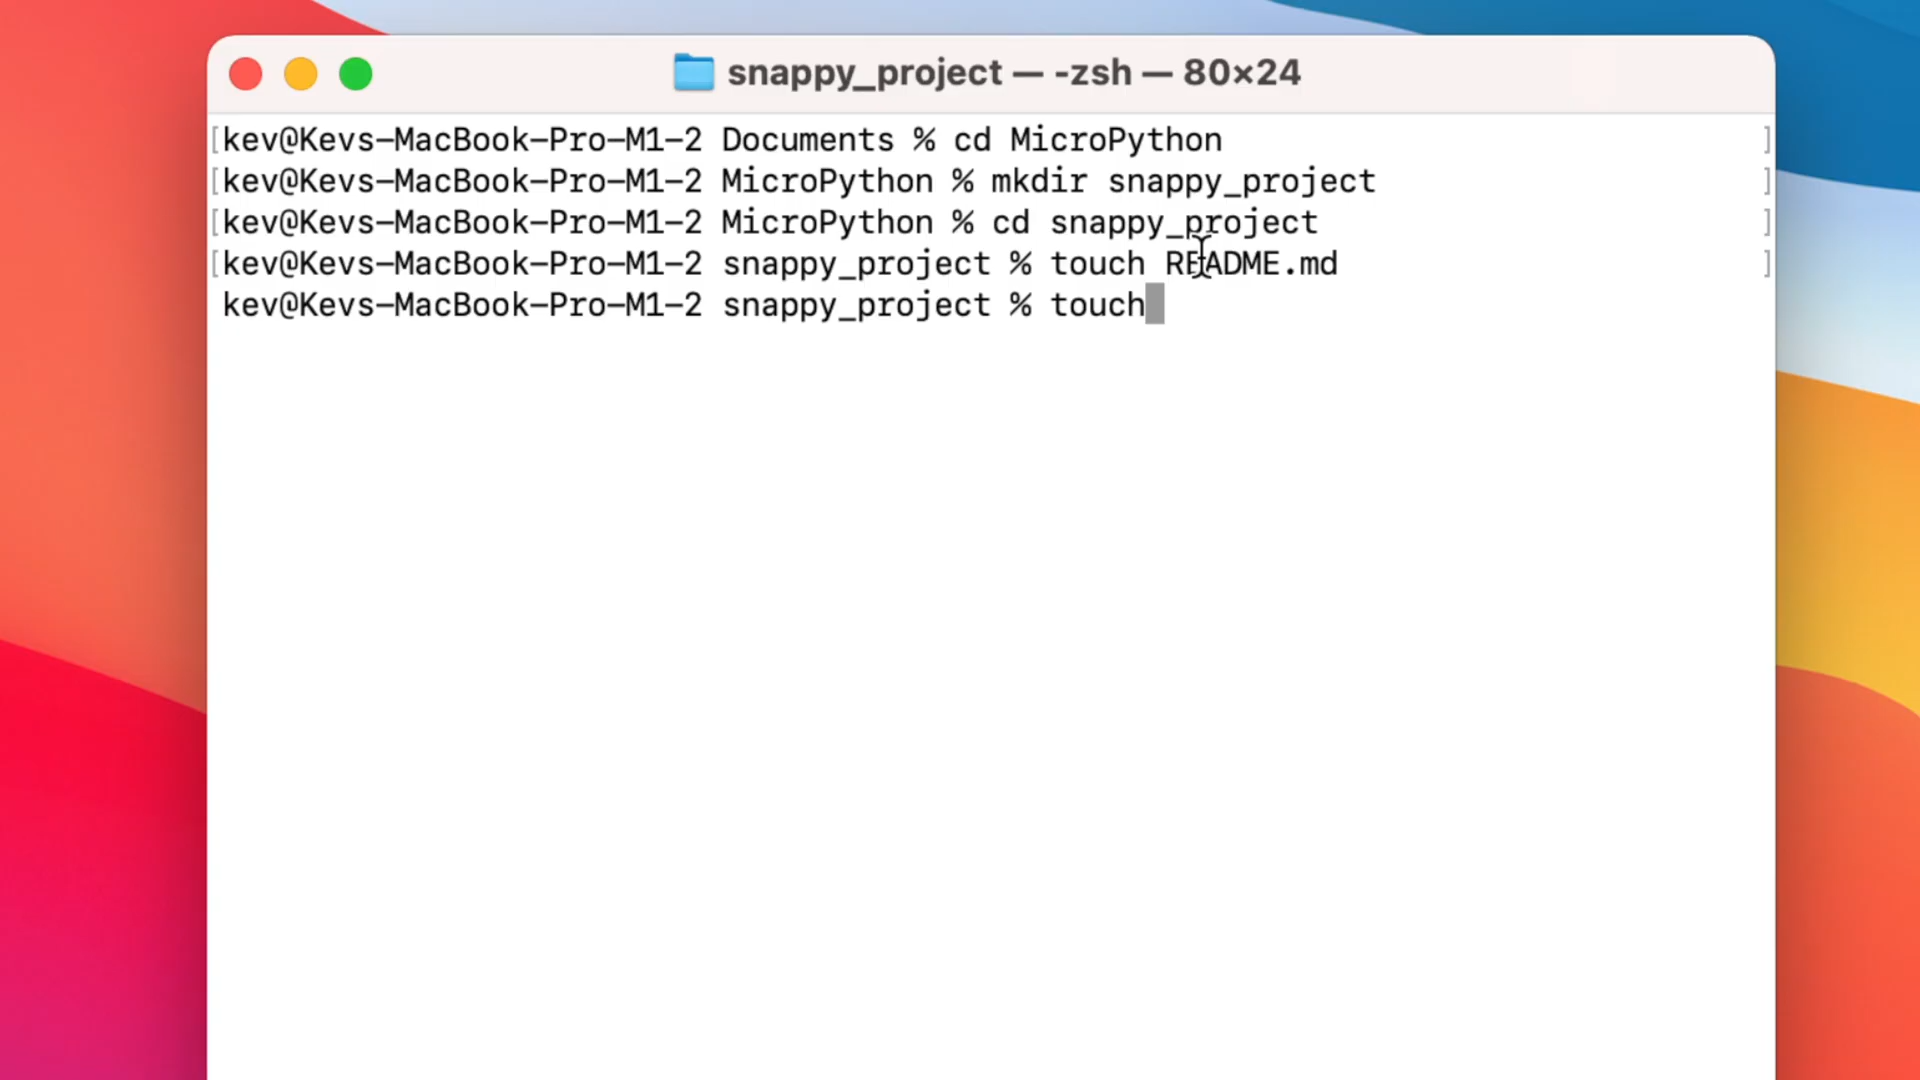 snappy_project — -zsh — 80×24
[kev@Kevs-MacBook-Pro-M1-2 Documents % cd MicroPython ]
[kev@Kevs-MacBook-Pro-M1-2 MicroPython % mkdir snappy_project ]
[kev@Kevs-MacBook-Pro-M1-2 MicroPython % cd snappy_project ]
[kev@Kevs-MacBook-Pro-M1-2 snappy_project % touch README.md ]
kev@Kevs-MacBook-Pro-M1-2 snappy_project % touch